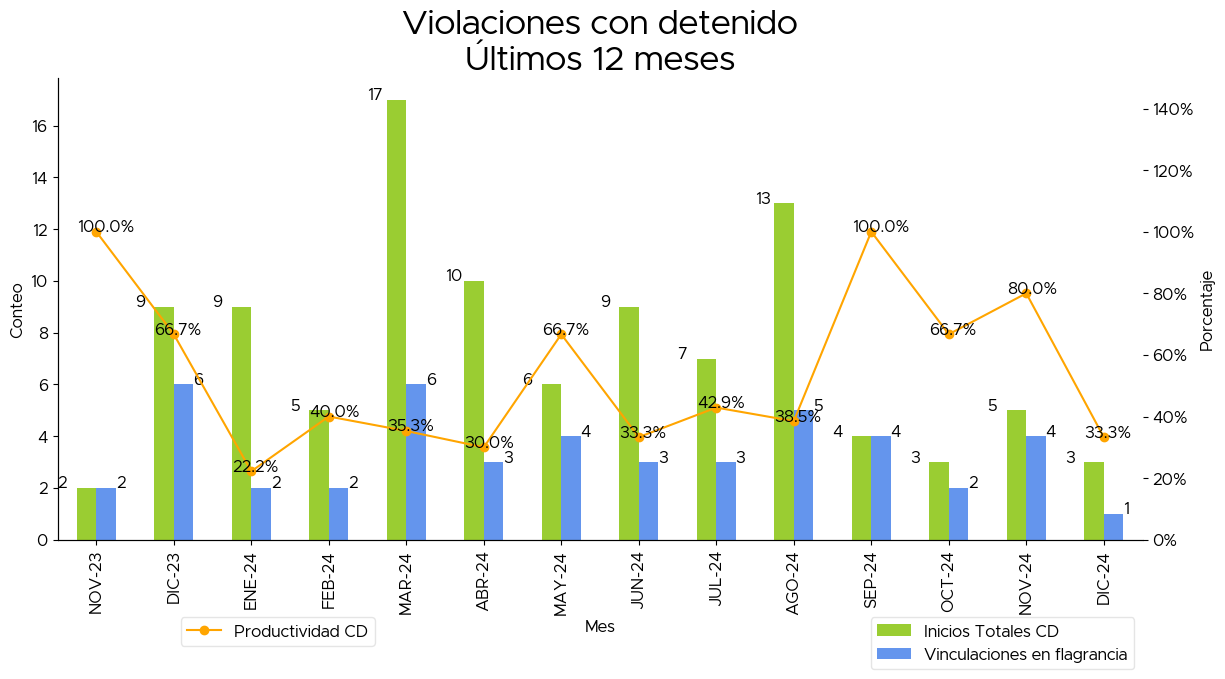 Violaciones con detenido
Últimos 12 meses
Conteo
16
14
12
10
8
6
4
2
0
140%
120%
100%
80%
60%
40%
20%
0%
Porcentaje
2
9
9
5
17
10
6
9
7
13
4
3
5
3
2
6
2
2
6
3
4
3
3
5
4
2
4
1
100.0%
66.7%
22.2%
40.0%
35.3%
30.0%
66.7%
33.3%
42.9%
38.5%
100.0%
66.7%
80.0%
33.3%
NOV-23
DIC-23
ENE-24
FEB-24
MAR-24
ABR-24
MAY-24
JUN-24
JUL-24
AGO-24
SEP-24
OCT-24
NOV-24
DIC-24
Mes
Productividad CD
Inicios Totales CD
Vinculaciones en flagrancia